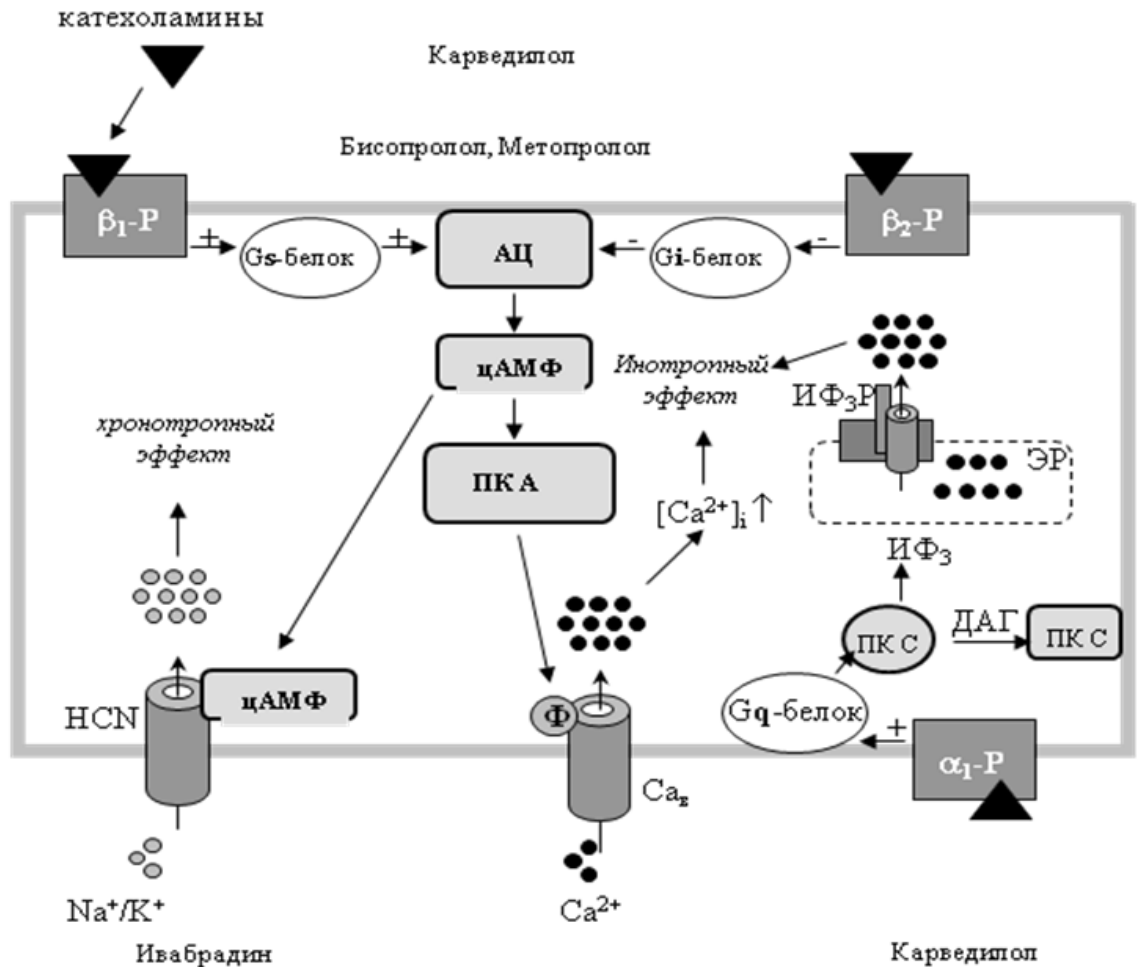 катехоламины
Карведилол
Бисопролол, Метопролол
β₁-Р
+
Gs-белок
+
АЦ
-
Gi-белок
-
β₂-Р
цАМФ
Инотропный
эффект
ИФ₃Р
хронотропный
эффект
ПК А
ЭР
[Ca²⁺]ᵢ ↑
ИФ₃
ПК С
ДАГ
ПК С
HCN
цАМФ
Ф
Gq-белок
+
α₁-Р
Ca
Na⁺/K⁺
Ca²⁺
Ивабрадин
Карведилол